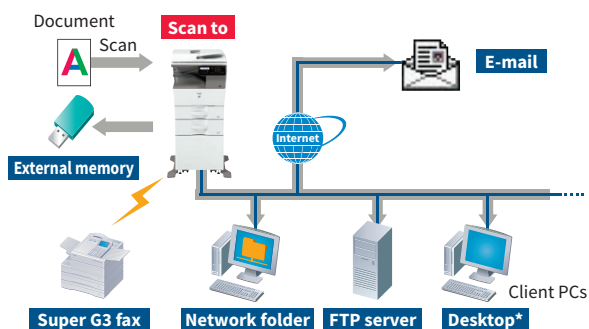 Document
Scan to
Scan
A
E-mail
Internet
External memory
Client PCs
Super G3 fax
Network folder
FTP server
Desktop*